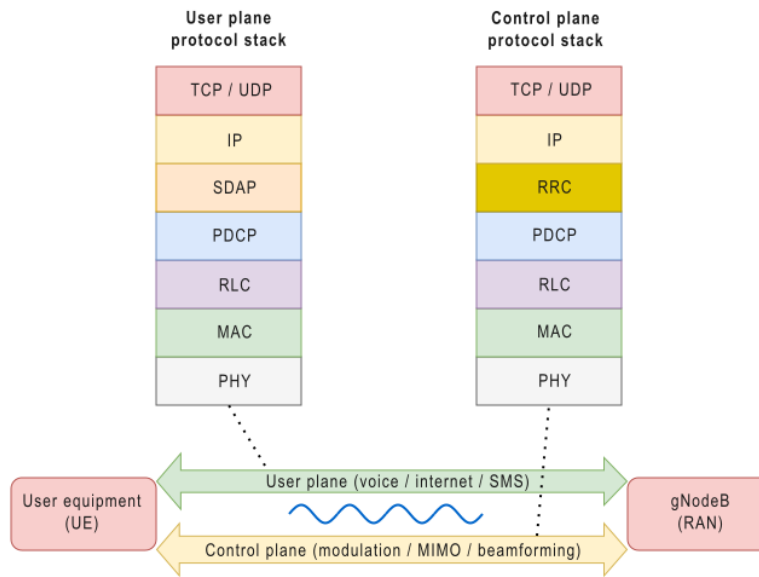 User plane
protocol stack
TCP / UDP
IP
SDAP
PDCP
RLC
MAC
PHY
Control plane
protocol stack
TCP / UDP
IP
RRC
PDCP
RLC
MAC
PHY
User equipment
(UE)
User plane (voice / internet / SMS)
Control plane (modulation / MIMO / beamforming)
gNodeB
(RAN)